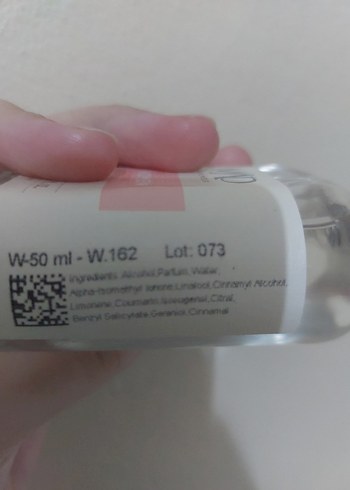 W-50 ml - W.162 Lot: 073
Ingredients: Alcohol, Parfum, Water,
Alpha-Isomethyl Ionone, Linalool, Cinnamyl Alcohol,
Limonene, Coumarin, Isoeugenol, Citral,
Benzyl Salicylate, Geraniol, Cinnamal